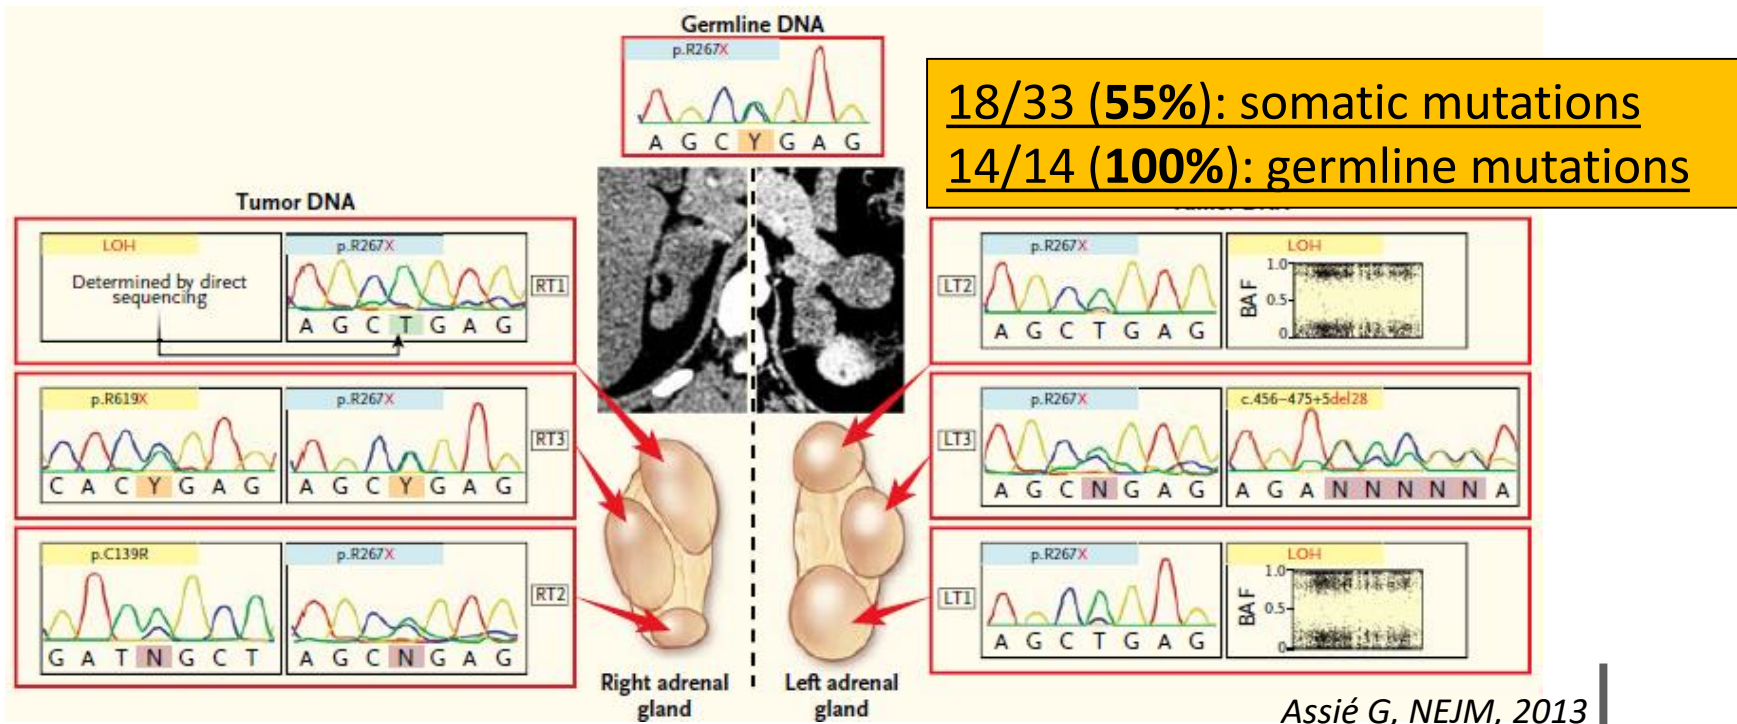 Germline DNA
p.R267X
A G C Y G A G
18/33 (55%): somatic mutations
14/14 (100%): germline mutations
Tumor DNA
LOH
Determined by direct
sequencing
p.R267X
A G C T G A G
RT1
p.R619X
C A C Y G A G
p.R267X
A G C Y G A G
RT3
p.C139R
G A T N G C T
p.R267X
A G C N G A G
RT2
Right adrenal
gland
Left adrenal
gland
LT2
p.R267X
A G C T G A G
LOH
BAF
1.0
0.5
0
LT3
p.R267X
A G C N G A G
c.456−475+5del28
A G A N N N N N A
LT1
p.R267X
A G C T G A G
LOH
BAF
1.0
0.5
0
Assié G, NEJM, 2013